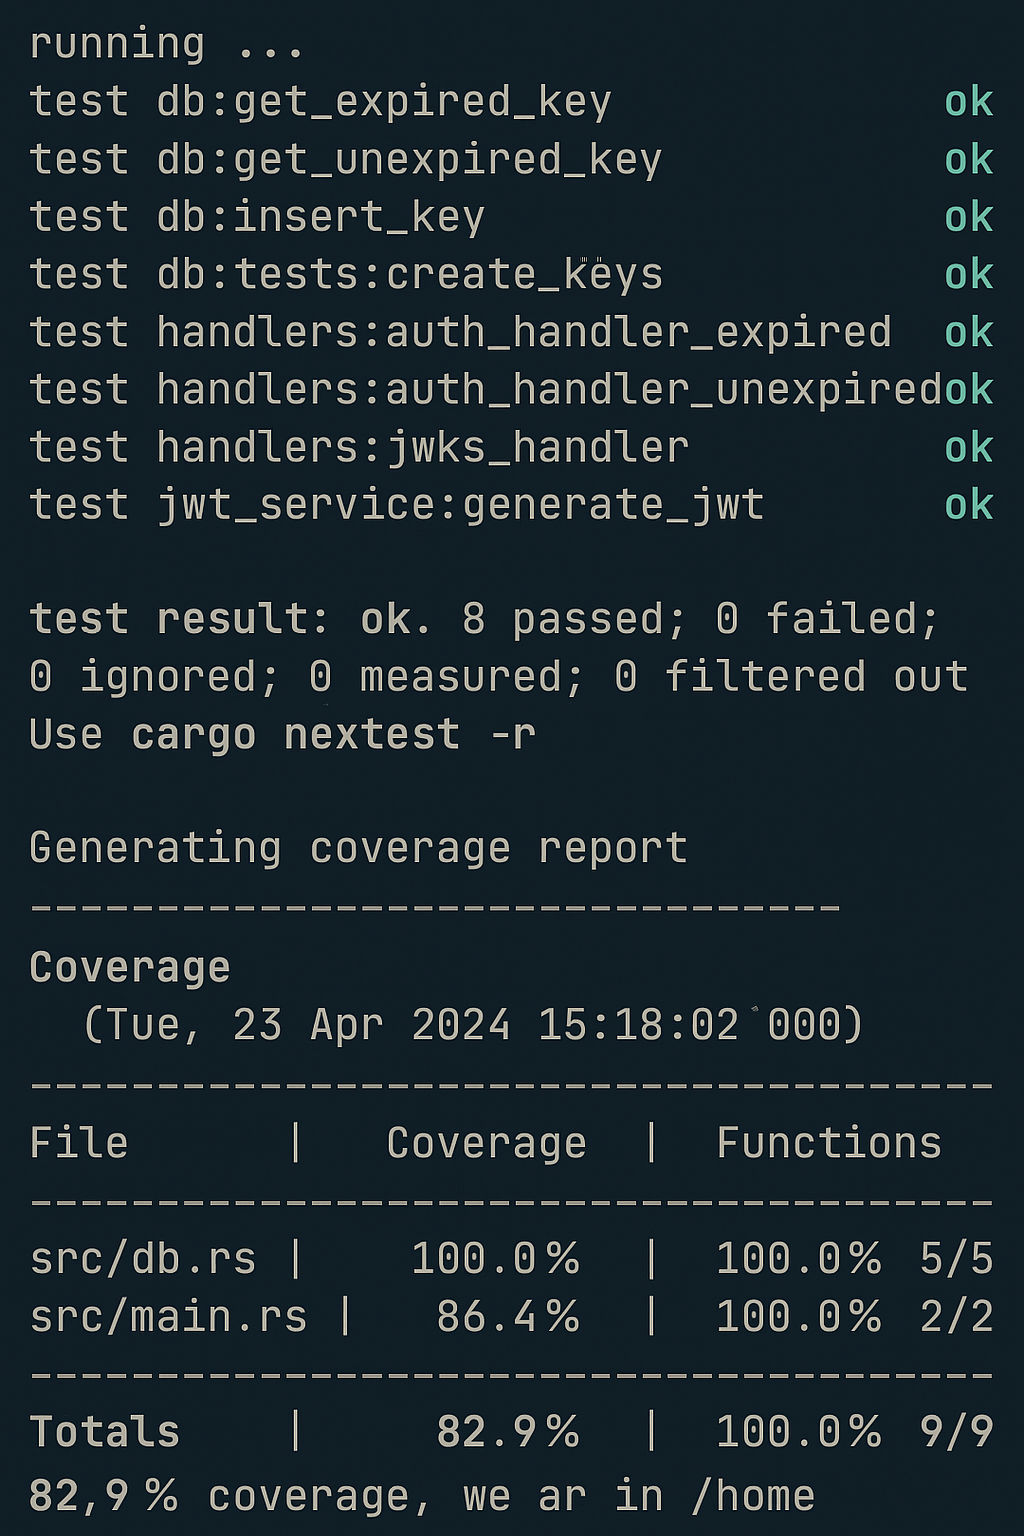 running ...
test db:get_expired_key ok
test db:get_unexpired_key ok
test db:insert_key ok
test db:tests:create_keys ok
test handlers:auth_handler_expired ok
test handlers:auth_handler_unexpiredok
test handlers:jwks_handler ok
test jwt_service:generate_jwt ok
test result: ok. 8 passed; 0 failed;
0 ignored; 0 measured; 0 filtered out
Use cargo nextest -r
Generating coverage report
--------------------------------
Coverage
(Tue, 23 Apr 2024 15:18:02 000)
--------------------------------------
File | Coverage | Functions
--------------------------------------
src/db.rs | 100.0% | 100.0% 5/5
src/main.rs | 86.4% | 100.0% 2/2
--------------------------------------
Totals | 82.9% | 100.0% 9/9
82,9 % coverage, we ar in /home